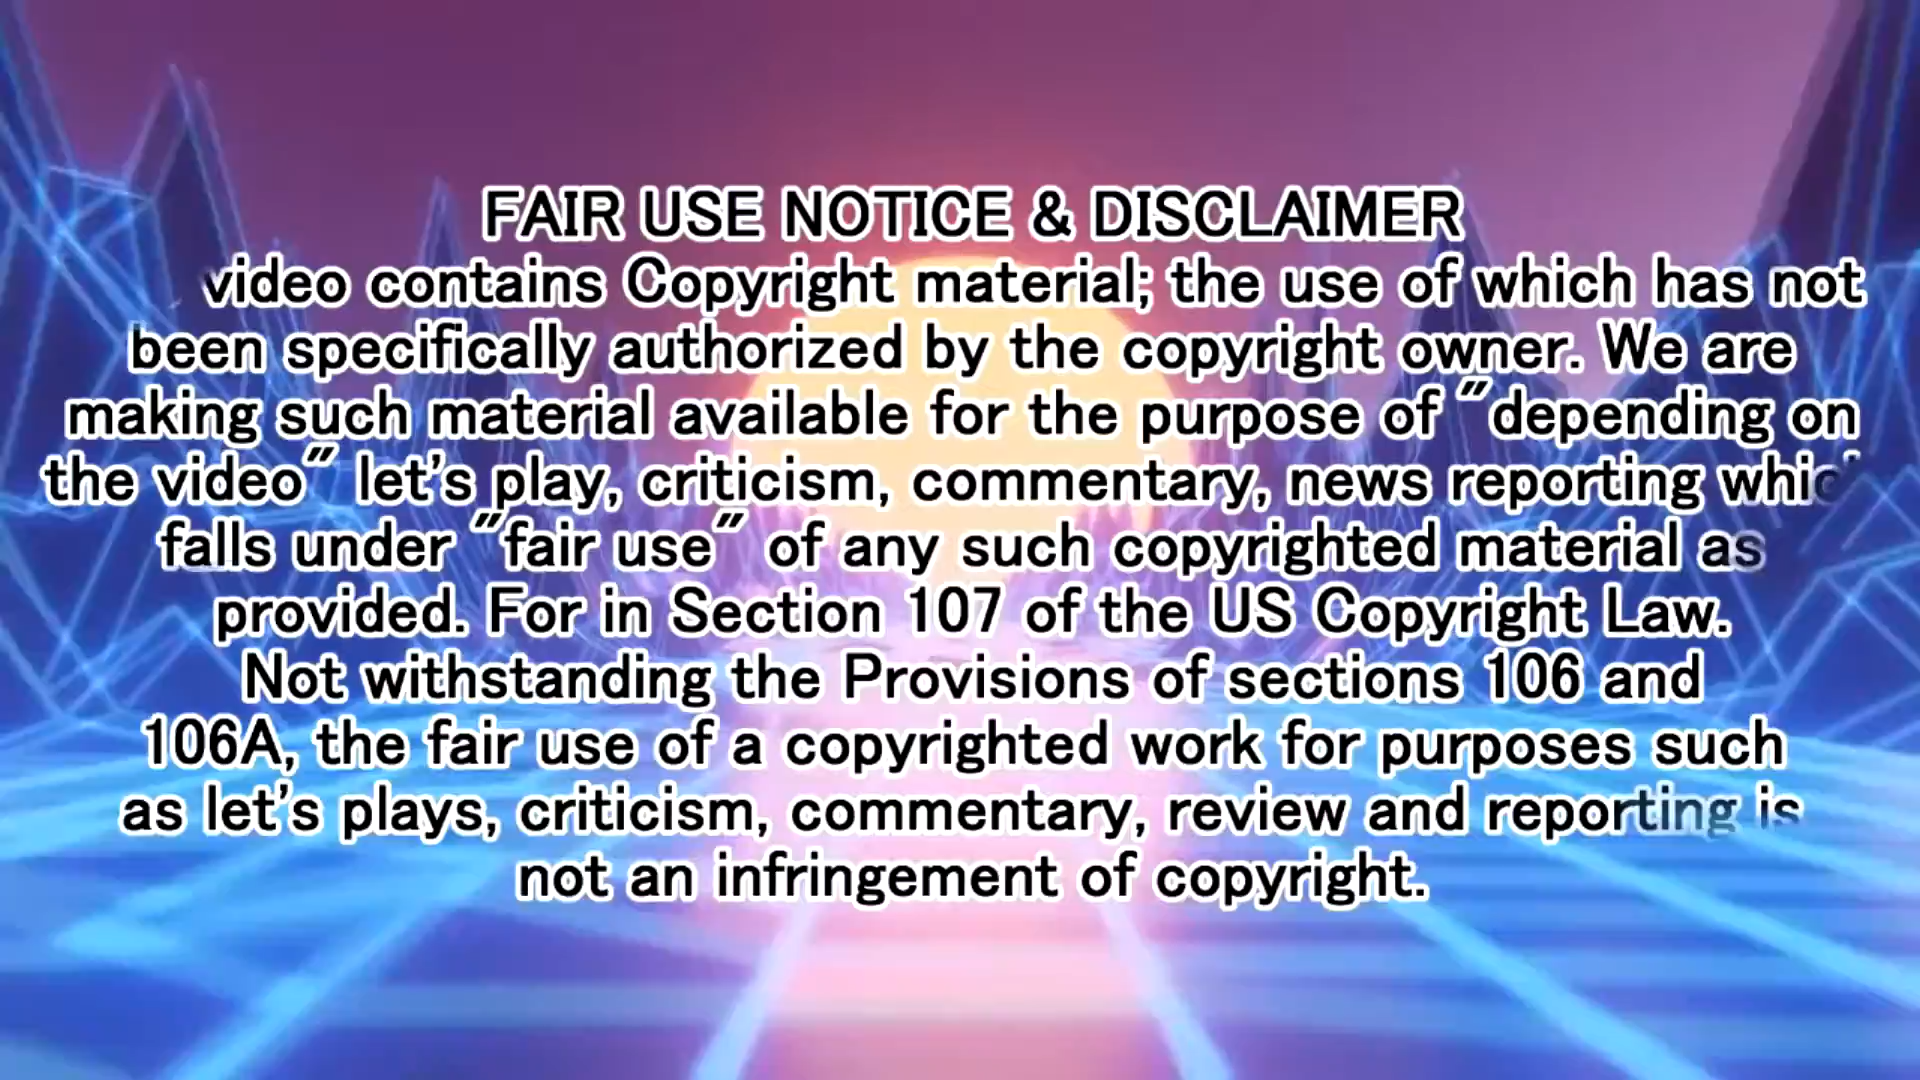 FAIR USE NOTICE & DISCLAIMER
video contains Copyright material; the use of which has not
been specifically authorized by the copyright owner. We are
making such material available for the purpose of "depending on
the video" let's play, criticism, commentary, news reporting which
falls under "fair use" of any such copyrighted material as
provided. For in Section 107 of the US Copyright Law.
Not withstanding the Provisions of sections 106 and
106A, the fair use of a copyrighted work for purposes such
as let's plays, criticism, commentary, review and reporting is
not an infringement of copyright.